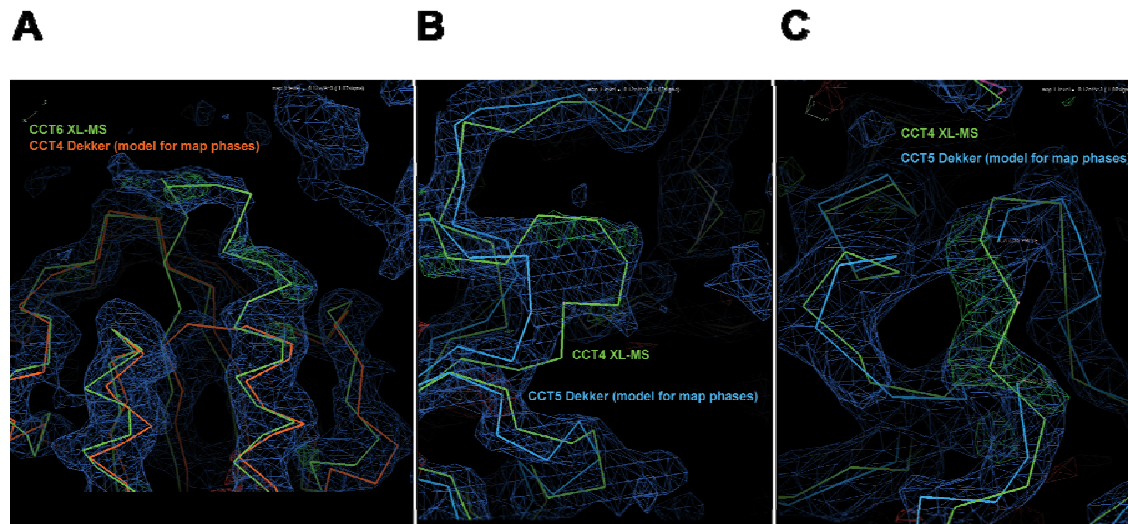 A
B
C
CCT6 XL-MS
CCT4 Dekker (model for map phases)
CCT4 XL-MS
CCT5 Dekker (model for map phases)
CCT4 XL-MS
CCT5 Dekker (model for map phases)